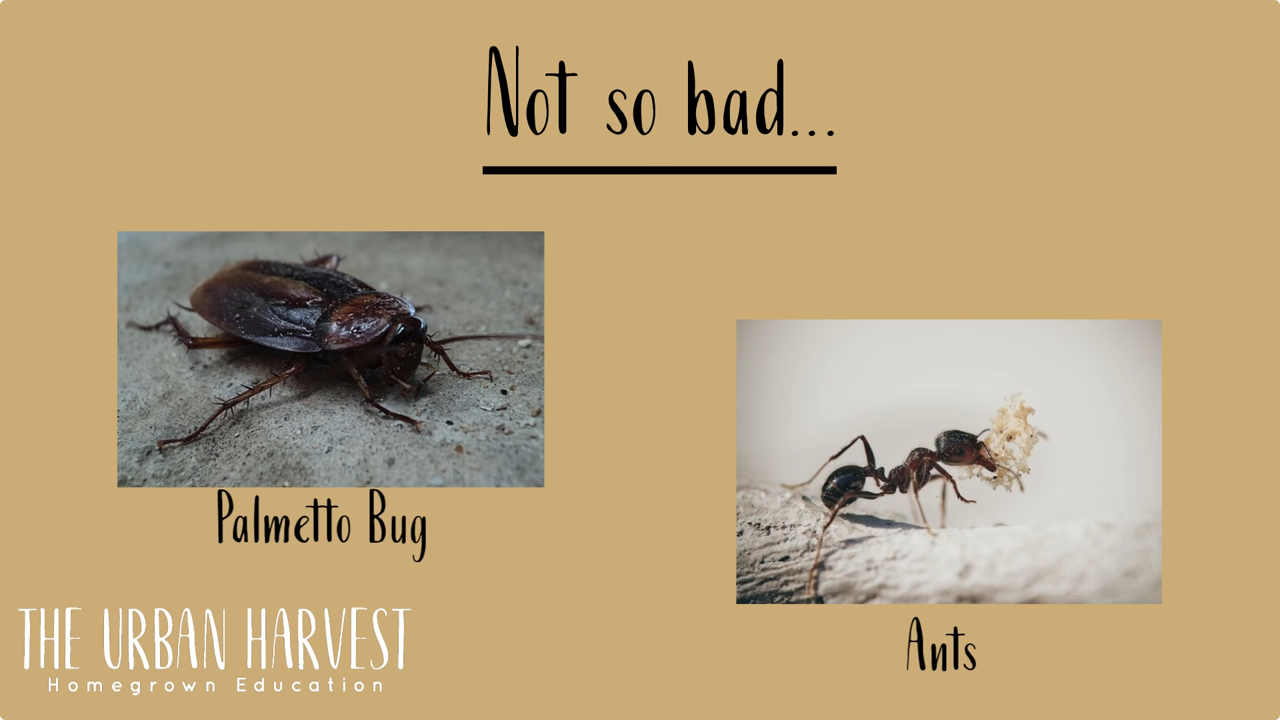 Not so bad...
Palmetto Bug
Ants
THE URBAN HARVEST
Homegrown Education